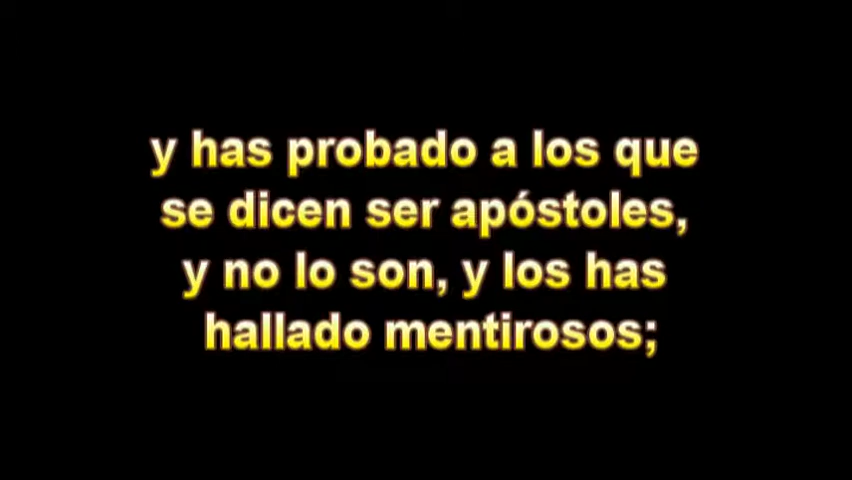 y has probado a los que
se dicen ser apóstoles,
y no lo son, y los has
hallado mentirosos;